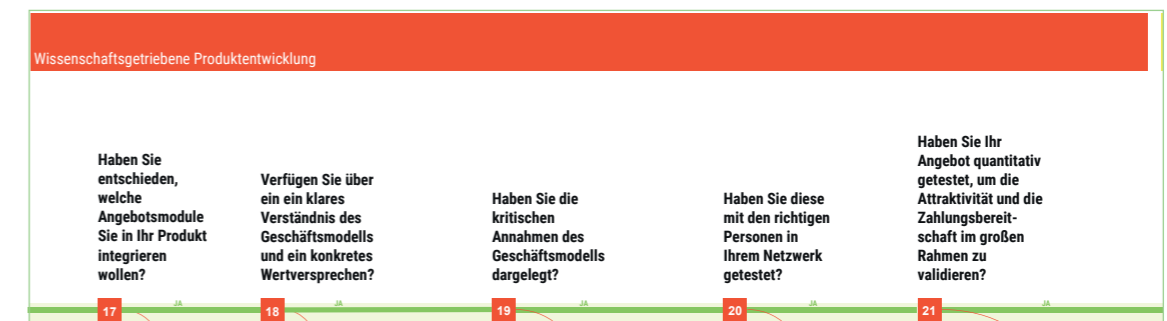 Wissenschaftsgetriebene Produktentwicklung
Haben Sie
entschieden,
welche
Angebotsmodule
Sie in Ihr Produkt
integrieren
wollen?
Verfügen Sie über
ein ein klares
Verständnis des
Geschäftsmodells
und ein konkretes
Wertversprechen?
Haben Sie die
kritischen
Annahmen des
Geschäftsmodells
dargelegt?
Haben Sie diese
mit den richtigen
Personen in
Ihrem Netzwerk
getestet?
Haben Sie Ihr
Angebot quantitativ
getestet, um die
Attraktivität und die
Zahlungsbereit-
schaft im großen
Rahmen zu
validieren?
17 JA 18 JA 19 JA 20 JA 21 JA